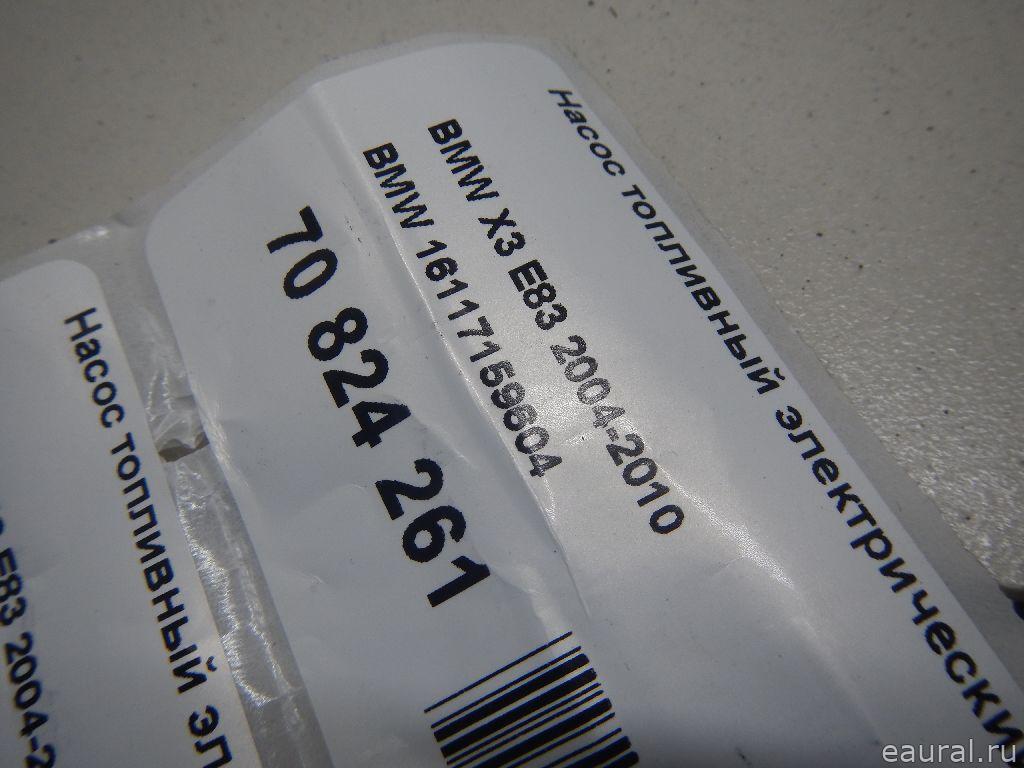 Насос топливный электрически
BMW X3 E83 2004-2010
BMW 16117159604
70 824 261
Насос топливный эл
E83 2004-2
eaural.ru